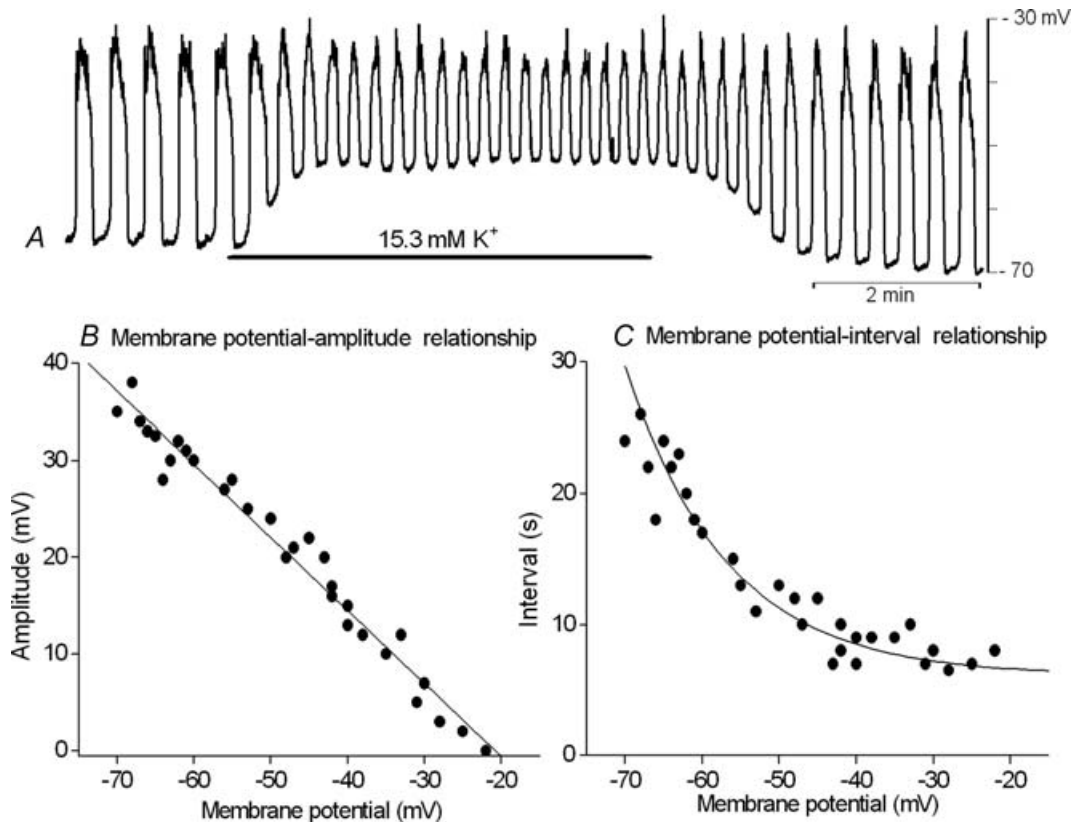 - 30 mV
A
15.3 mM K⁺
- 70
2 min
B Membrane potential-amplitude relationship
40
30
20
10
0
Amplitude (mV)
-70 -60 -50 -40 -30 -20
Membrane potential (mV)
C Membrane potential-interval relationship
30
20
10
0
Interval (s)
-70 -60 -50 -40 -30 -20
Membrane potential (mV)